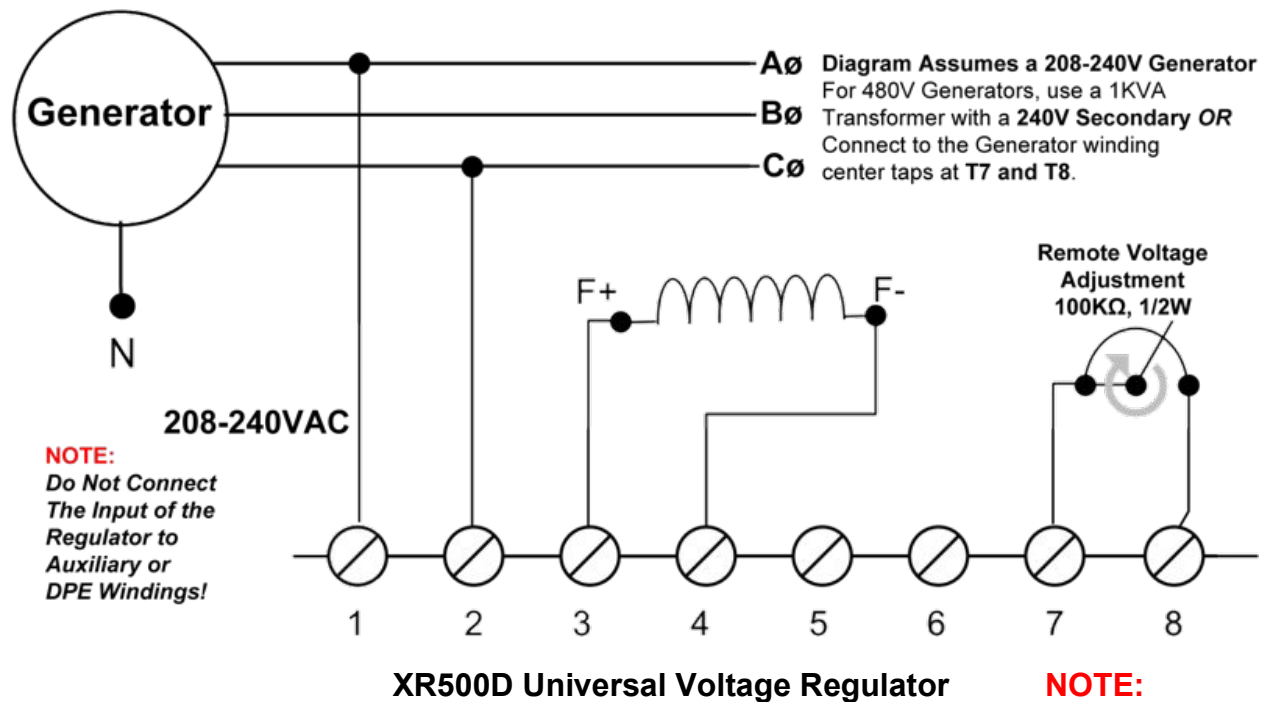 Generator
Aø
Bø
Cø
Diagram Assumes a 208-240V Generator
For 480V Generators, use a 1KVA
Transformer with a 240V Secondary OR
Connect to the Generator winding
center taps at T7 and T8.
N
F+
F-
Remote Voltage
Adjustment
100KΩ, 1/2W
208-240VAC
NOTE:
Do Not Connect
The Input of the
Regulator to
Auxiliary or
DPE Windings!
1 2 3 4 5 6 7 8
XR500D Universal Voltage Regulator
NOTE: